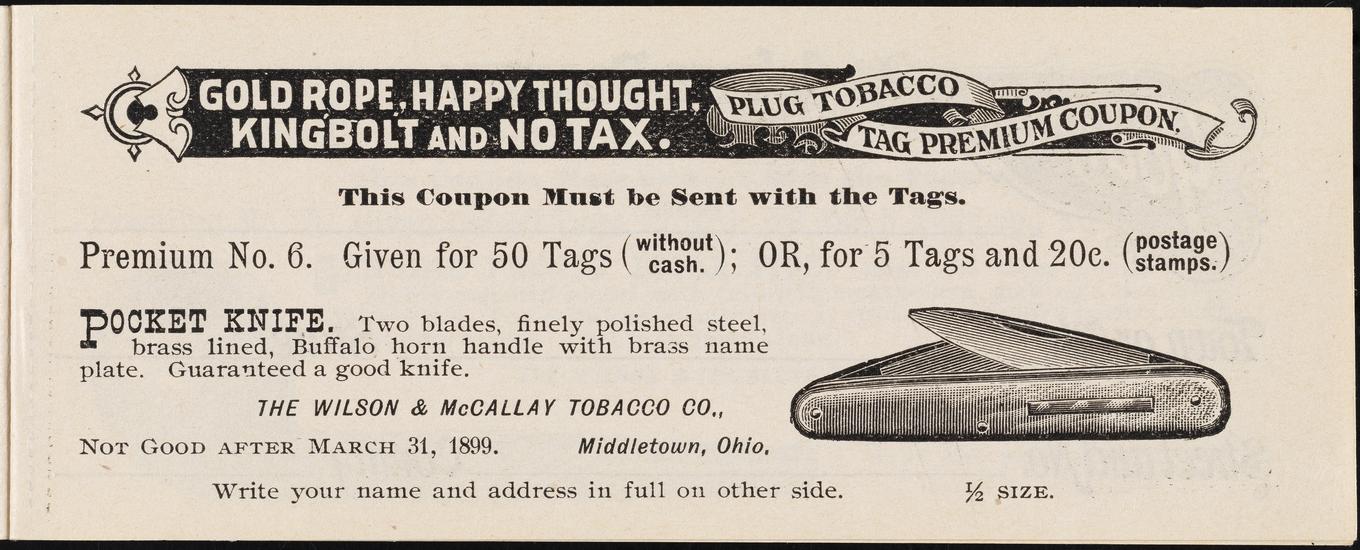 GOLD ROPE, HAPPY THOUGHT,
KINGBOLT AND NO TAX.
PLUG TOBACCO
TAG PREMIUM COUPON.
This Coupon Must be Sent with the Tags.
Premium No. 6. Given for 50 Tags (without cash.); OR, for 5 Tags and 20c. (postage stamps.)
POCKET KNIFE. Two blades, finely polished steel,
brass lined, Buffalo horn handle with brass name
plate. Guaranteed a good knife.
THE WILSON & McCALLAY TOBACCO CO.,
NOT GOOD AFTER MARCH 31, 1899. Middletown, Ohio.
Write your name and address in full on other side. ½ SIZE.